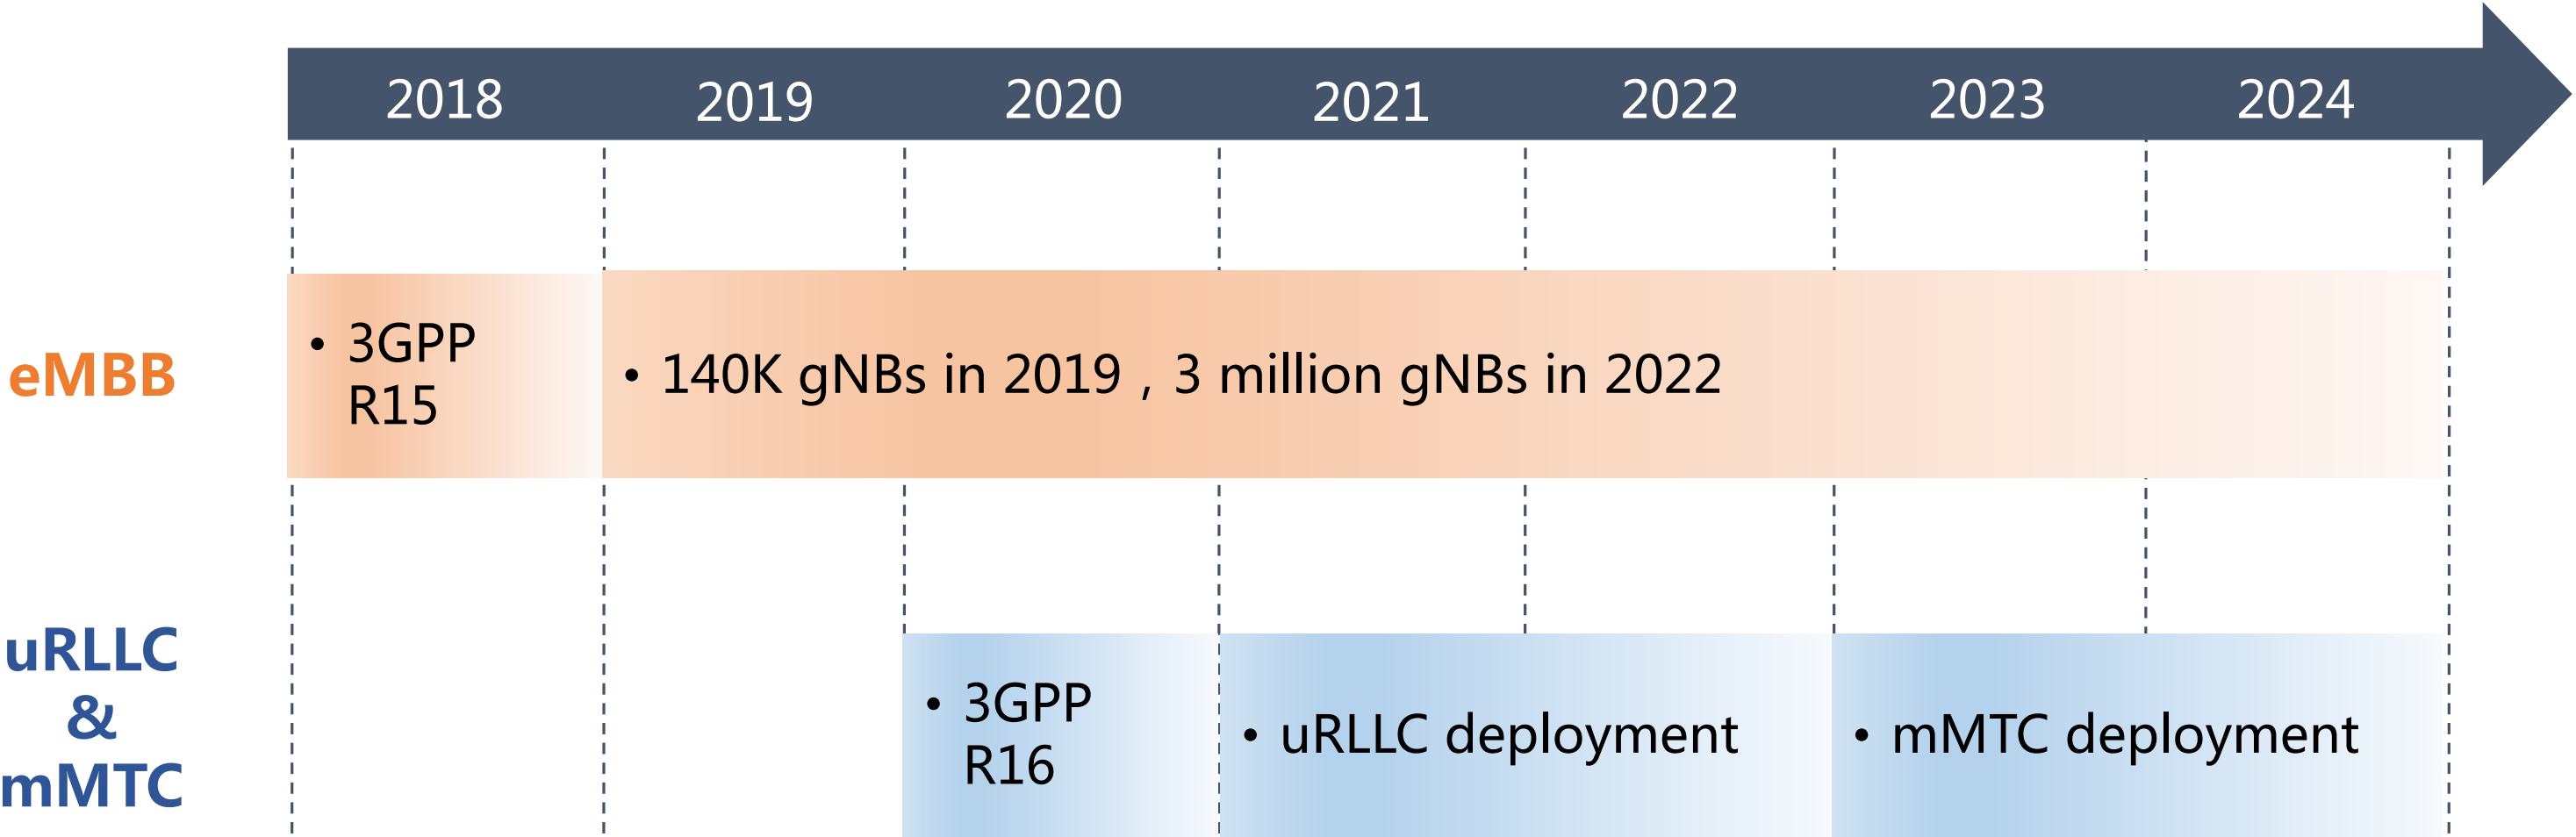 2018 2019 2020 2021 2022 2023 2024
eMBB
• 3GPP
R15
• 140K gNBs in 2019 , 3 million gNBs in 2022
uRLLC
&
mMTC
• 3GPP
R16
• uRLLC deployment
• mMTC deployment